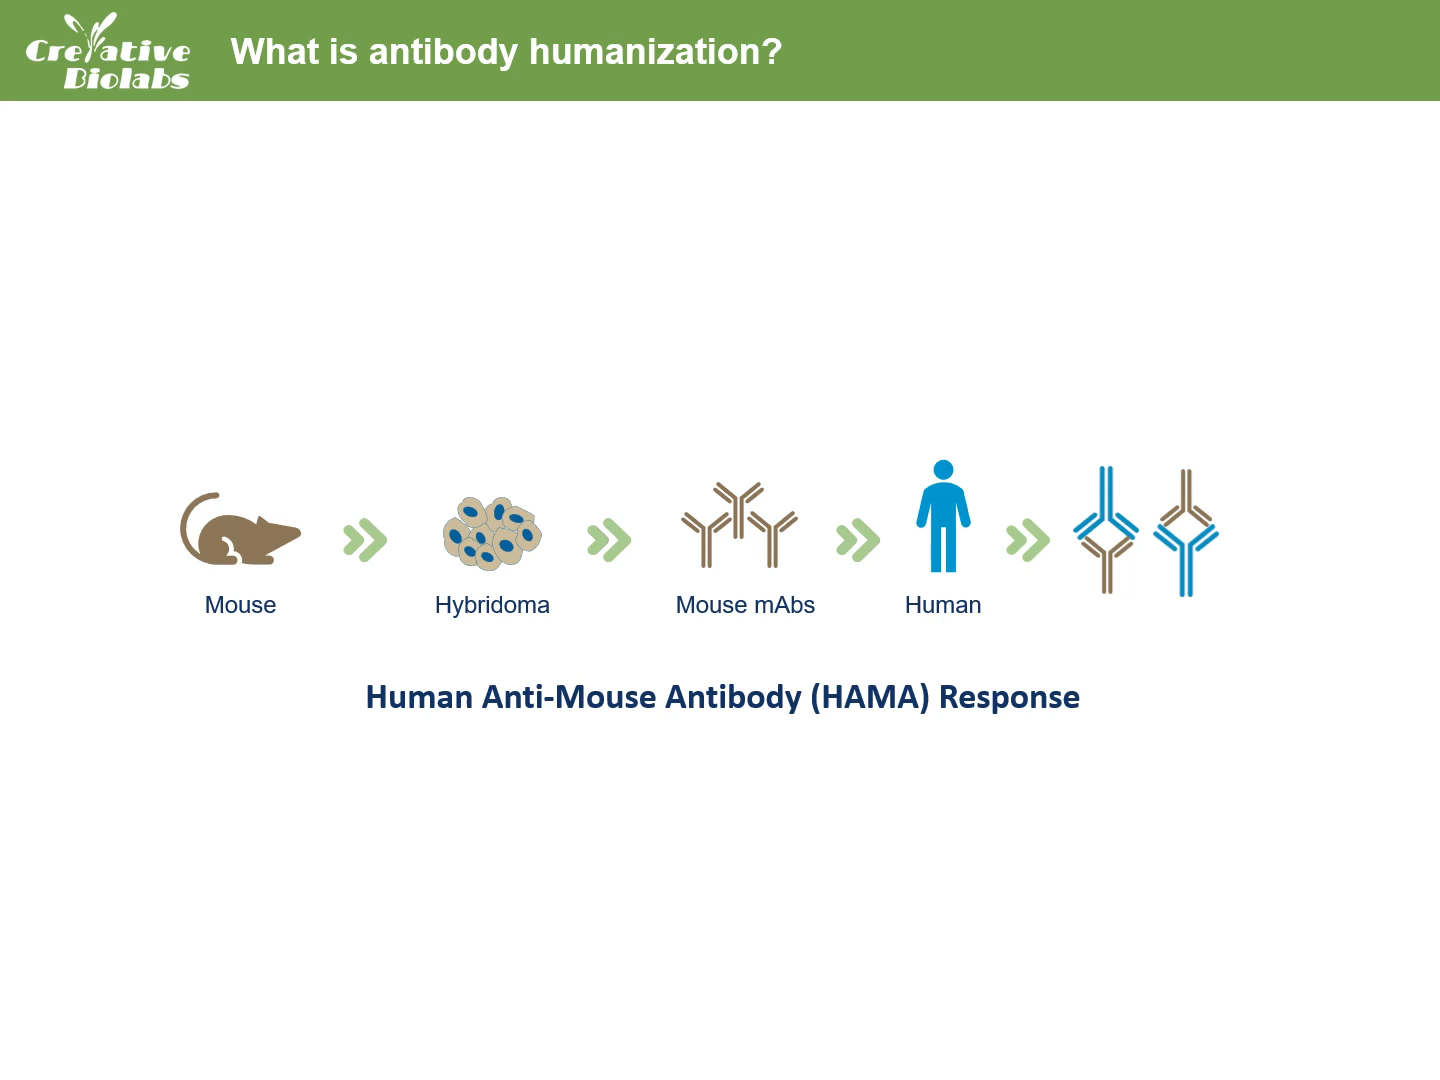 Creative
Biolabs
What is antibody humanization?
Mouse
Hybridoma
Mouse mAbs
Human
Human Anti-Mouse Antibody (HAMA) Response